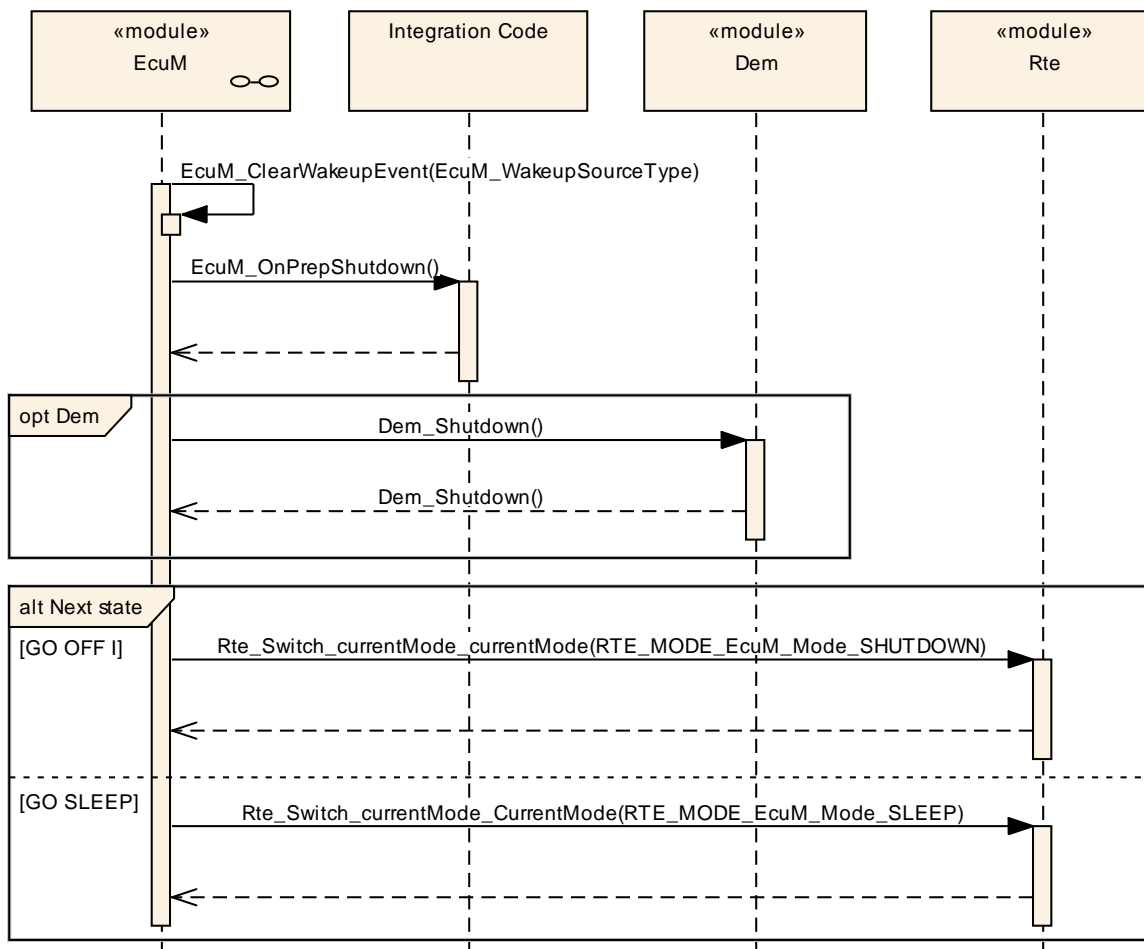 «module»
EcuM
Integration Code
«module»
Dem
«module»
Rte
EcuM_ClearWakeupEvent(EcuM_WakeupSourceType)
EcuM_OnPrepShutdown()
opt Dem
Dem_Shutdown()
Dem_Shutdown()
alt Next state
[GO OFF I]
Rte_Switch_currentMode_currentMode(RTE_MODE_EcuM_Mode_SHUTDOWN)
[GO SLEEP]
Rte_Switch_currentMode_CurrentMode(RTE_MODE_EcuM_Mode_SLEEP)